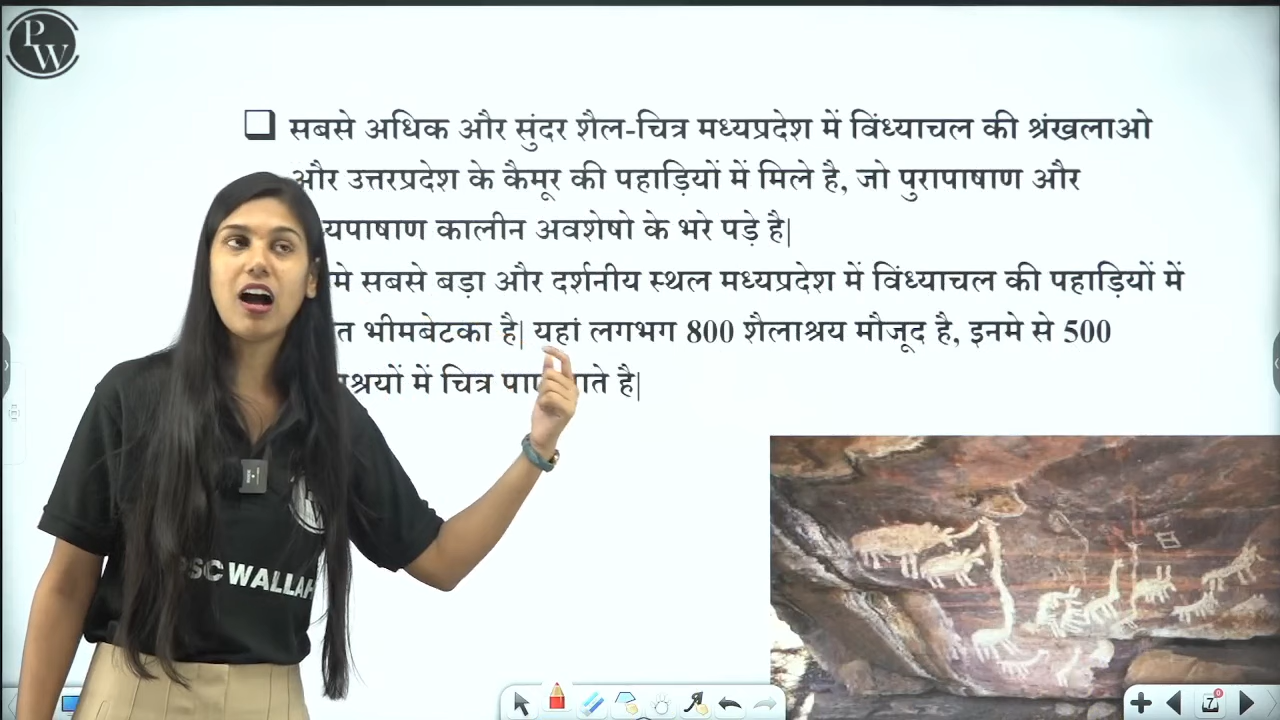 PW
सबसे अधिक और सुंदर शैल-चित्र मध्यप्रदेश में विंध्याचल की श्रंखलाओ
और उत्तरप्रदेश के कैमूर की पहाड़ियों में मिले है, जो पुरापाषाण और
यपाषाण कालीन अवशेषो के भरे पड़े है|
मे सबसे बड़ा और दर्शनीय स्थल मध्यप्रदेश में विंध्याचल की पहाड़ियों में
त भीमबेटका है| यहां लगभग 800 शैलाश्रय मौजूद है, इनमे से 500
श्रयों में चित्र है|
PSC WALLAH